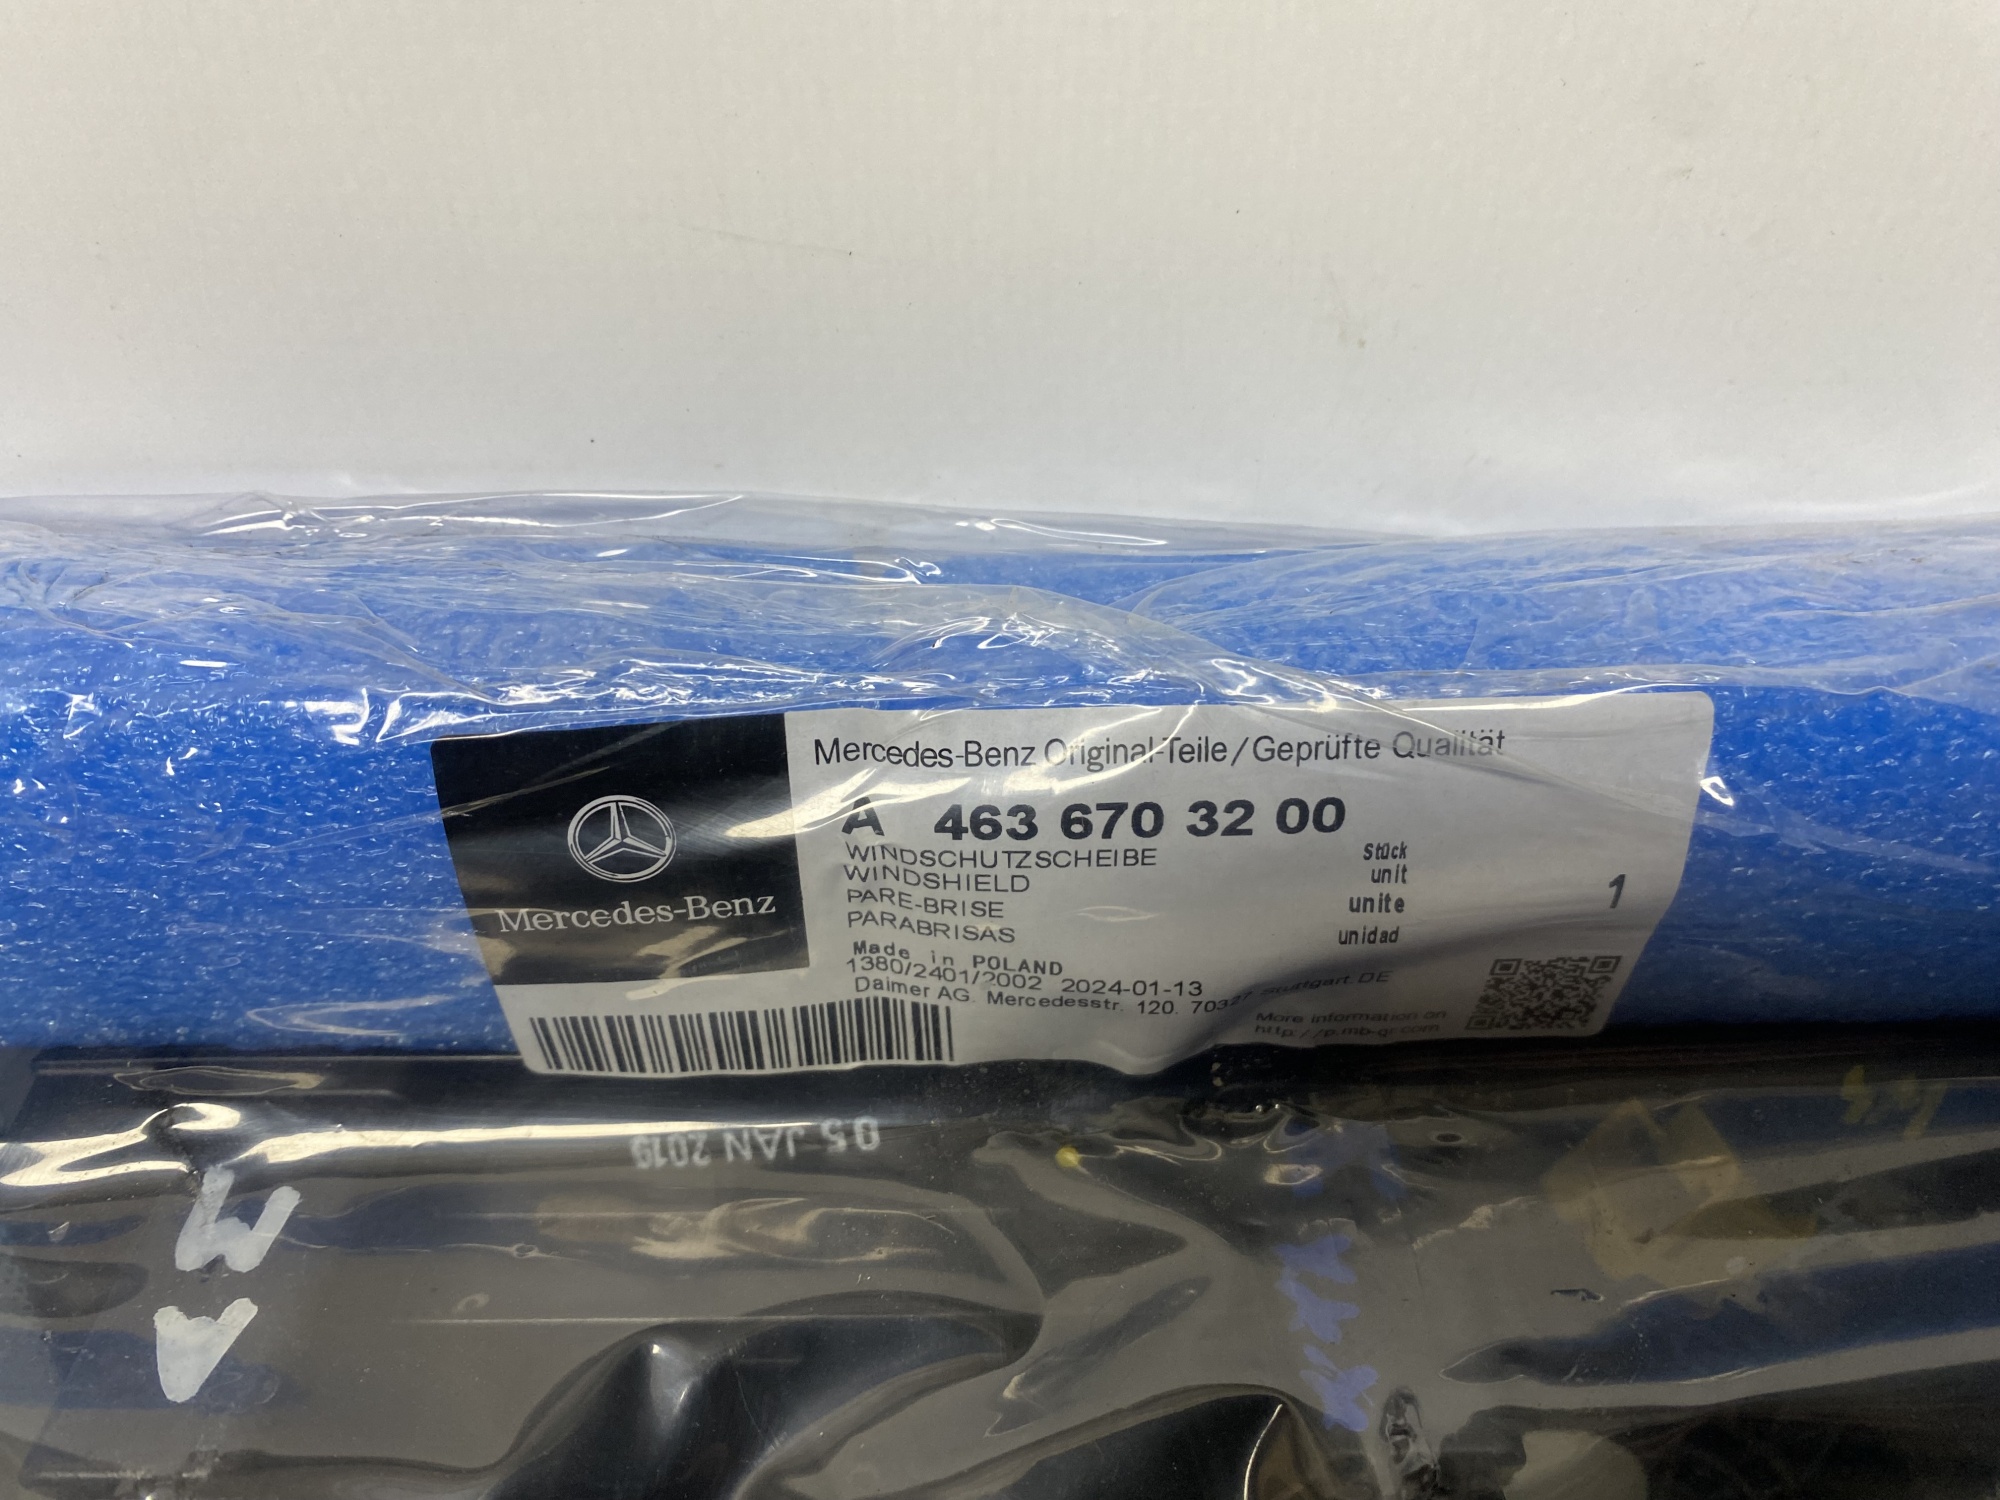 Mercedes-Benz Original-Teile/Geprüfte Qualität
A 463 670 32 00
WINDSCHUTZSCHEIBE Stück
WINDSHIELD unit
PARE-BRISE unite
PARABRISAS unidad
1
Made in POLAND
1380/2401/2002 2024-01-13
Daimer AG. Mercedesstr. 120. 70327 Stuttgart. DE
More information on
http://p.mb-gr.com
Mercedes-Benz
05 JAN 2019